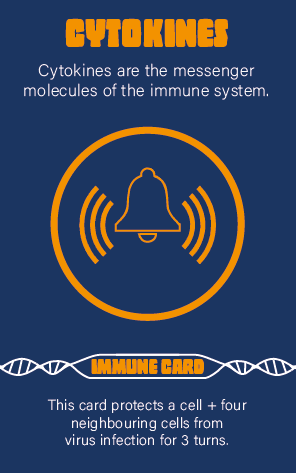 CYTOKINES
Cytokines are the messenger
molecules of the immune system.
IMMUNE CARD
This card protects a cell + four
neighbouring cells from
virus infection for 3 turns.